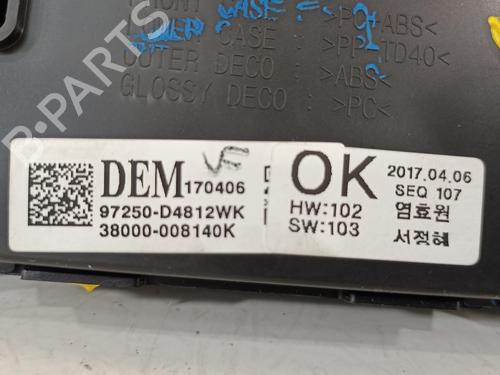 FRONT CASE : >PC+ABS<
LOWER CASE : >PP+TD40<
OUTER DECO : >ABS<
GLOSSY DECO : >PC<
B-PARTS
DEM 170406
97250-D4812WK
38000-008140K
OK
HW:102
SW:103
2017.04.06
SEQ 107
염효원
서정혜